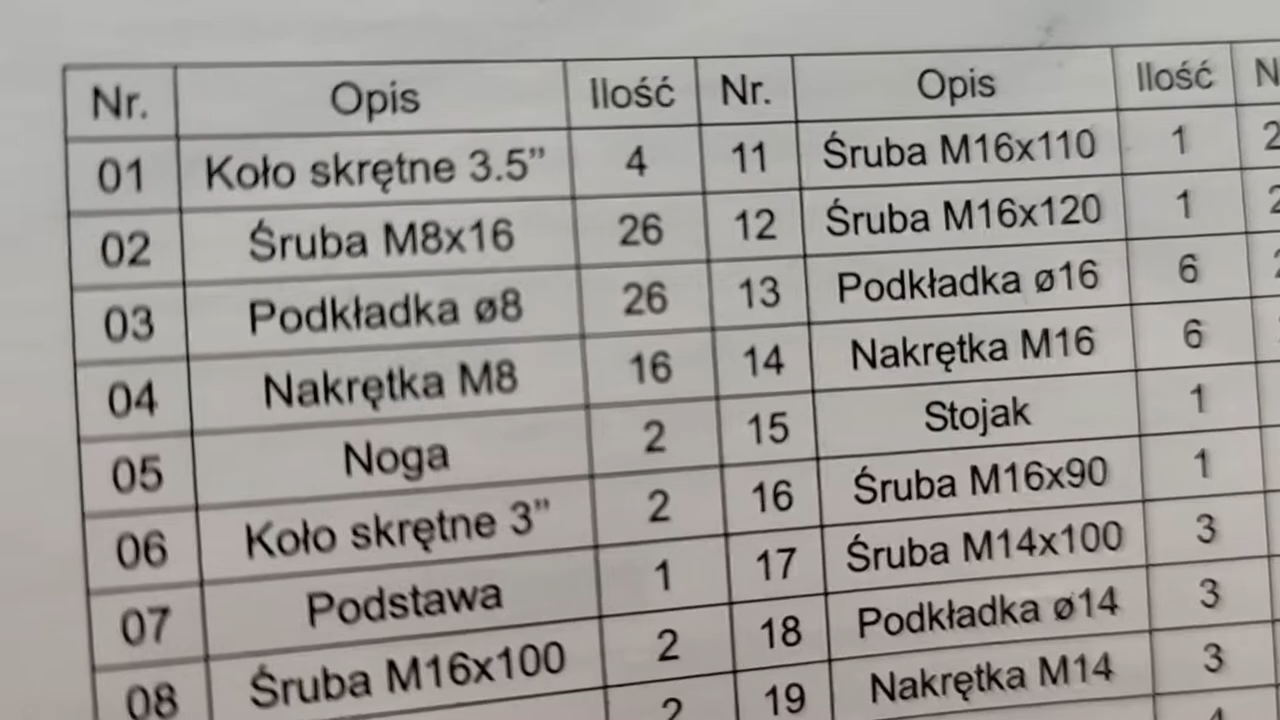 Nr. Opis Ilość Nr. Opis Ilość
01 Koło skrętne 3.5” 4 11 Śruba M16x110 1
02 Śruba M8x16 26 12 Śruba M16x120 1
03 Podkładka ø8 26 13 Podkładka ø16 6
04 Nakrętka M8 16 14 Nakrętka M16 6
05 Noga 2 15 Stojak 1
06 Koło skrętne 3” 2 16 Śruba M16x90 1
07 Podstawa 1 17 Śruba M14x100 3
08 Śruba M16x100 2 18 Podkładka ø14 3
2 19 Nakrętka M14 3